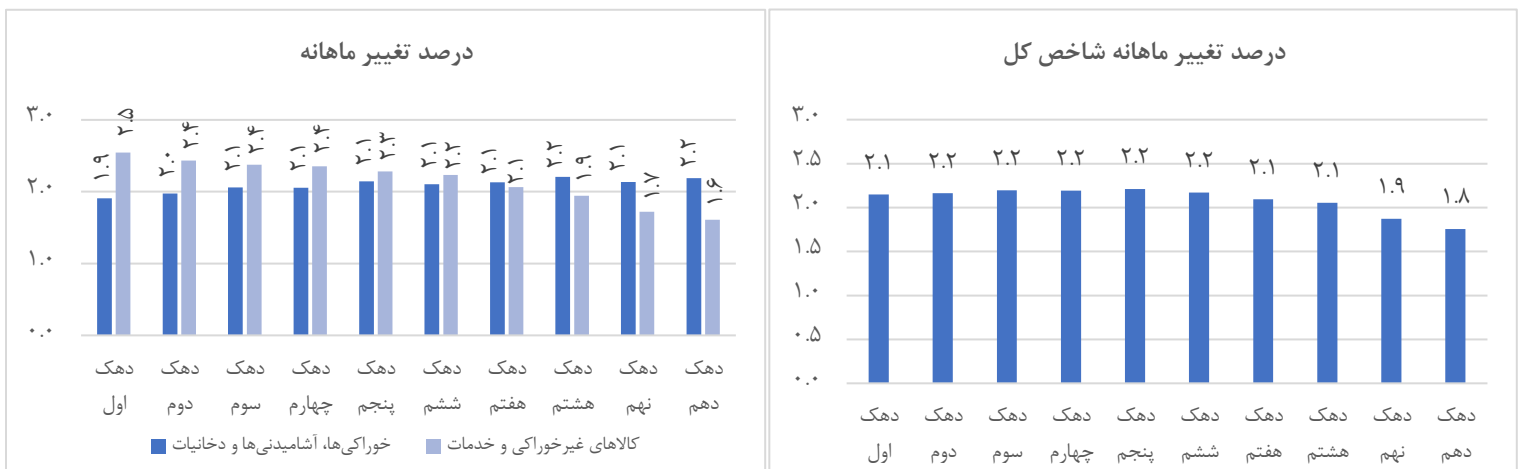 درصد تغییر ماهانه شاخص کل
۳.۰
۲.۵
۲.۰
۱.۵
۱.۰
۰.۵
۰.۰
۲.۱
۲.۲
۲.۲
۲.۲
۲.۲
۲.۲
۲.۱
۲.۱
۱.۹
۱.۸
دهک
اول
دهک
دوم
دهک
سوم
دهک
چهارم
دهک
پنجم
دهک
ششم
دهک
هفتم
دهک
هشتم
دهک
نهم
دهک
دهم
درصد تغییر ماهانه
۳.۰
۲.۰
۱.۰
۰.۰
۱.۹
۲.۵
۲.۰
۲.۴
۲.۱
۲.۴
۲.۱
۲.۴
۲.۱
۲.۳
۲.۱
۲.۲
۲.۱
۲.۱
۲.۲
۱.۹
۲.۱
۱.۷
۲.۲
۱.۶
دهک
اول
دهک
دوم
دهک
سوم
دهک
چهارم
دهک
پنجم
دهک
ششم
دهک
هفتم
دهک
هشتم
دهک
نهم
دهک
دهم
خوراکی‌ها، آشامیدنی‌ها و دخانیات
کالاهای غیرخوراکی و خدمات